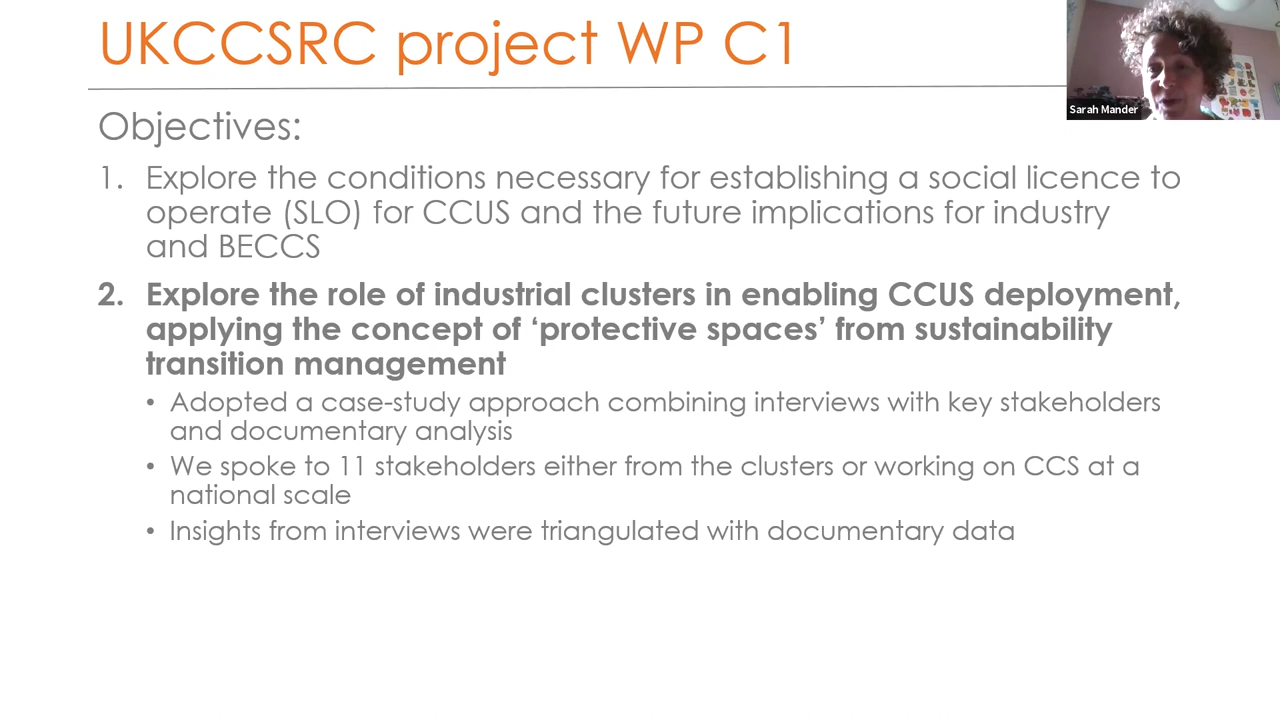 UKCCSRC project WP C1
Sarah Mander
Objectives:
1. Explore the conditions necessary for establishing a social licence to
operate (SLO) for CCUS and the future implications for industry
and BECCS
2. Explore the role of industrial clusters in enabling CCUS deployment,
applying the concept of ‘protective spaces’ from sustainability
transition management
• Adopted a case-study approach combining interviews with key stakeholders
and documentary analysis
• We spoke to 11 stakeholders either from the clusters or working on CCS at a
national scale
• Insights from interviews were triangulated with documentary data